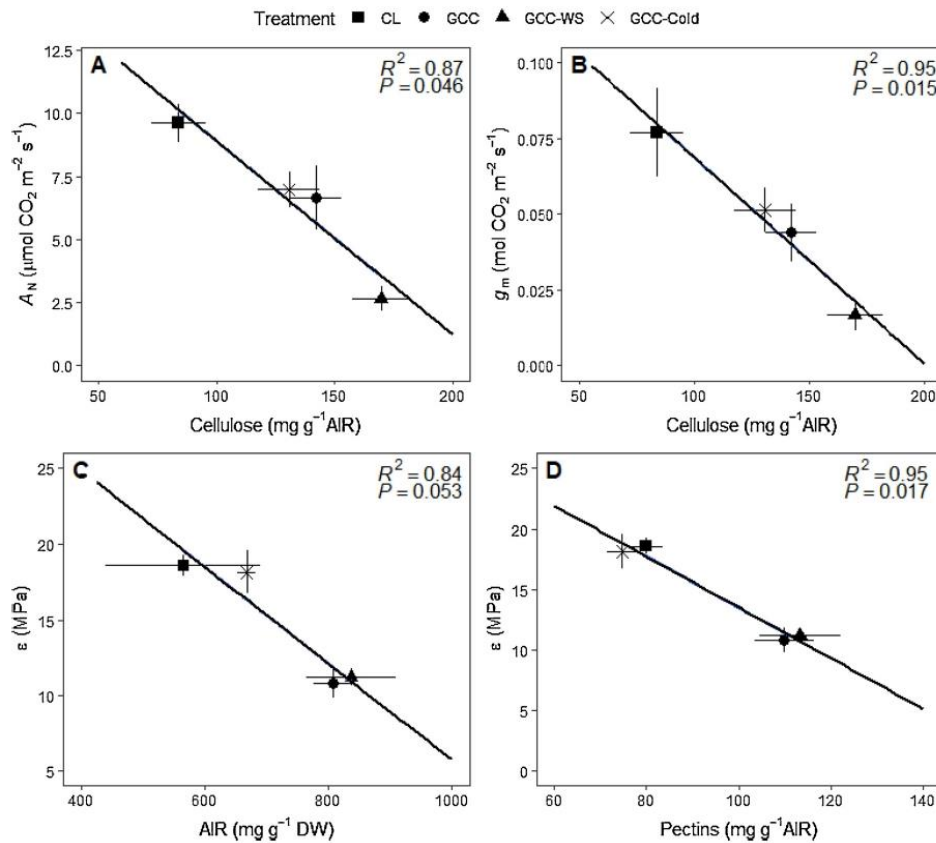 Treatment CL GCC GCC-WS GCC-Cold
A
R² = 0.87
P = 0.046
12.5
10.0
7.5
5.0
2.5
0.0
A_N (μmol CO₂ m⁻² s⁻¹)
50 100 150 200
Cellulose (mg g⁻¹AIR)
B
R² = 0.95
P = 0.015
0.100
0.075
0.050
0.025
0.000
g_m (mol CO₂ m⁻² s⁻¹)
50 100 150 200
Cellulose (mg g⁻¹AIR)
C
R² = 0.84
P = 0.053
25
20
15
10
5
ε (MPa)
400 600 800 1000
AIR (mg g⁻¹ DW)
D
R² = 0.95
P = 0.017
25
20
15
10
5
0
ε (MPa)
60 80 100 120 140
Pectins (mg g⁻¹AIR)